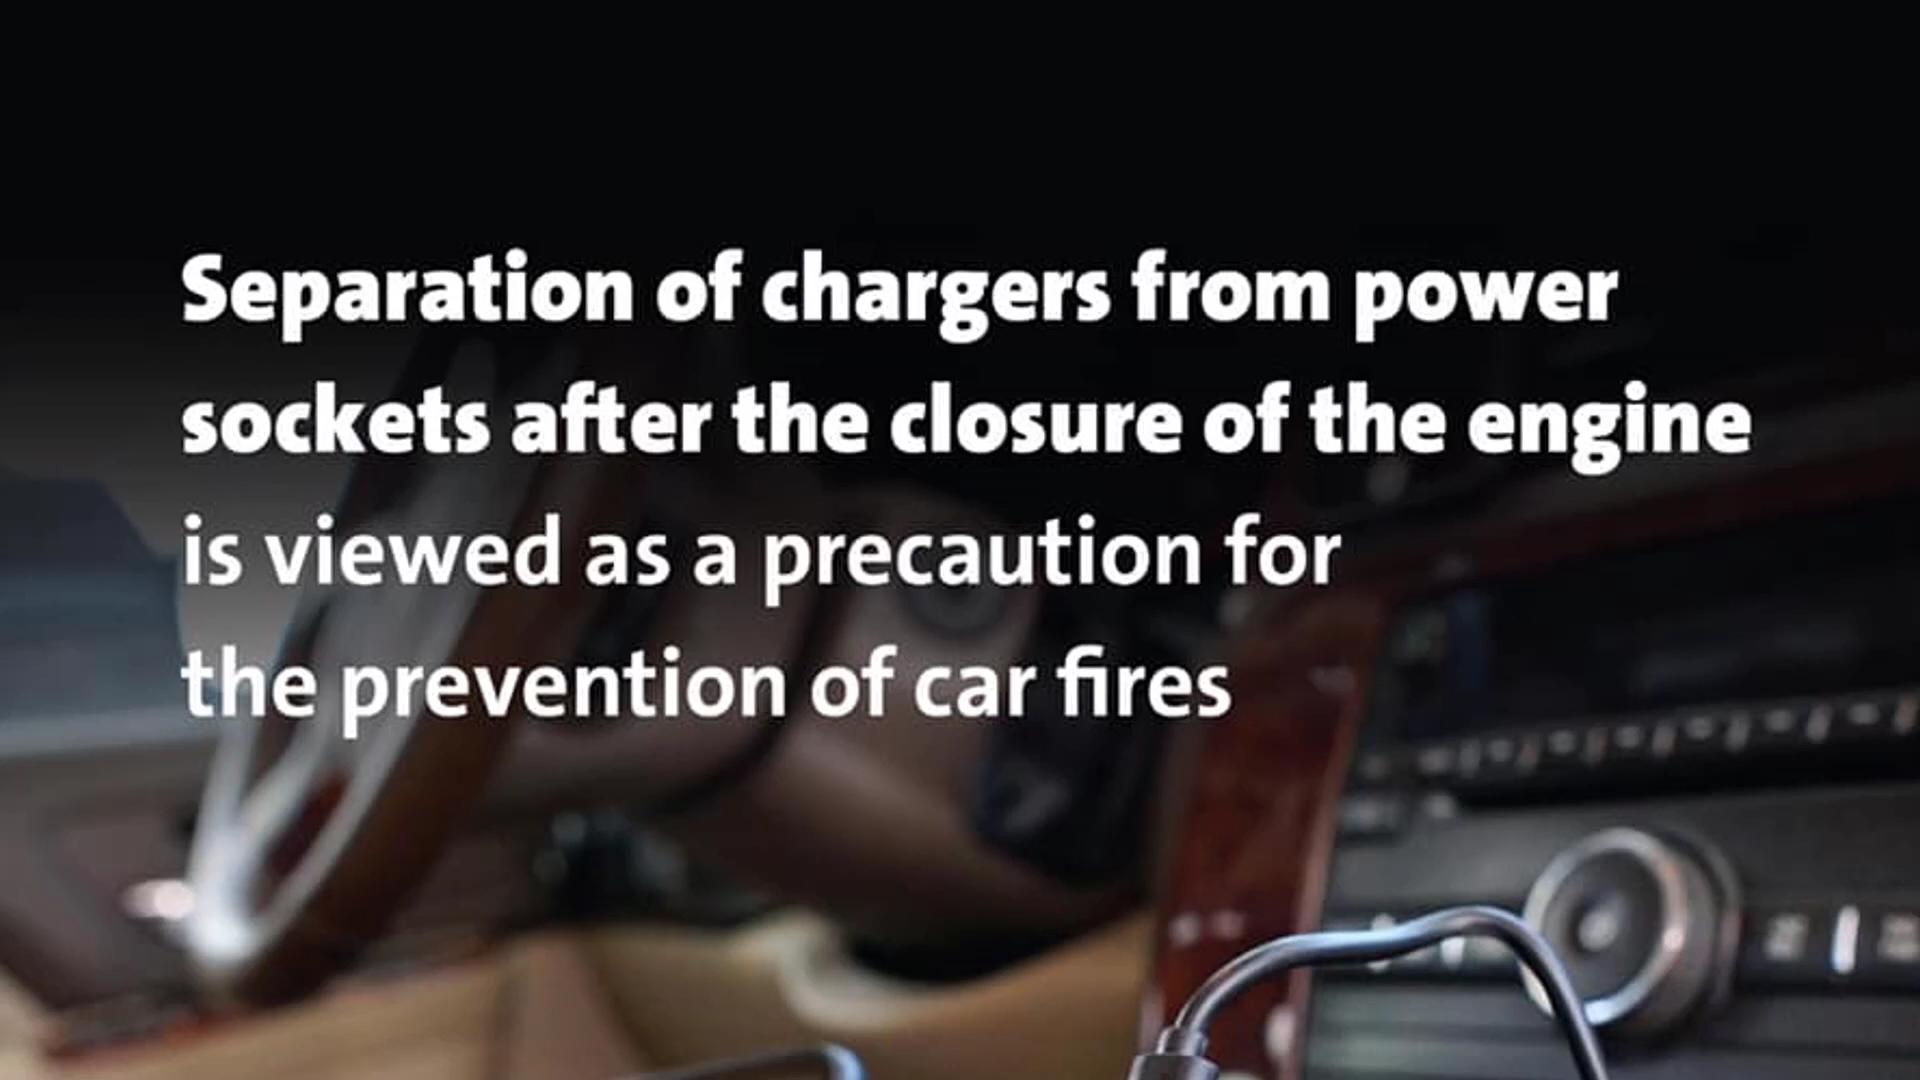 Separation of chargers from power
sockets after the closure of the engine
is viewed as a precaution for
the prevention of car fires